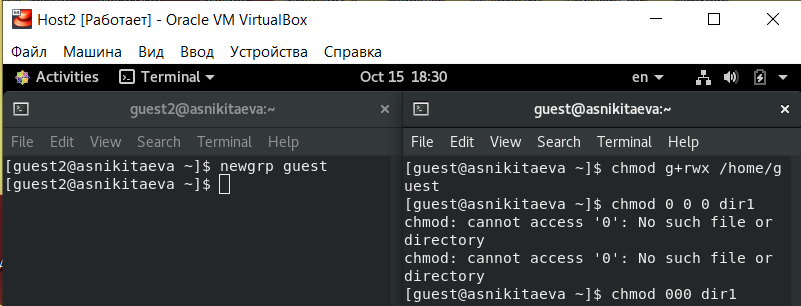 Host2 [Работает] - Oracle VM VirtualBox
Файл Машина Вид Ввод Устройства Справка
Activities Terminal Oct 15 18:30 en
guest2@asnikitaeva:~
File Edit View Search Terminal Help
[guest2@asnikitaeva ~]$ newgrp guest
[guest2@asnikitaeva ~]$
guest@asnikitaeva:~
File Edit View Search Terminal Help
[guest@asnikitaeva ~]$ chmod g+rwx /home/g
uest
[guest@asnikitaeva ~]$ chmod 0 0 0 dir1
chmod: cannot access '0': No such file or
directory
chmod: cannot access '0': No such file or
directory
[guest@asnikitaeva ~]$ chmod 000 dir1